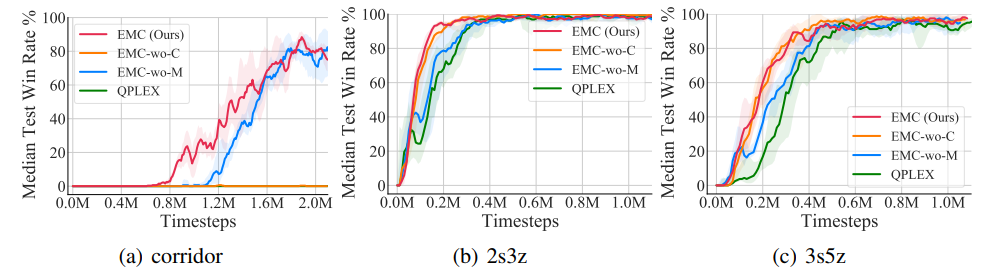 Median Test Win Rate %
100
80
60
40
20
0
EMC (Ours)
EMC-wo-C
EMC-wo-M
QPLEX
0.0M 0.4M 0.8M 1.2M 1.6M 2.0M
Timesteps
(a) corridor
Median Test Win Rate %
100
80
60
40
20
0
EMC (Ours)
EMC-wo-C
EMC-wo-M
QPLEX
0.0M 0.2M 0.4M 0.6M 0.8M 1.0M
Timesteps
(b) 2s3z
Median Test Win Rate %
100
80
60
40
20
0
EMC (Ours)
EMC-wo-C
EMC-wo-M
QPLEX
0.0M 0.2M 0.4M 0.6M 0.8M 1.0M
Timesteps
(c) 3s5z